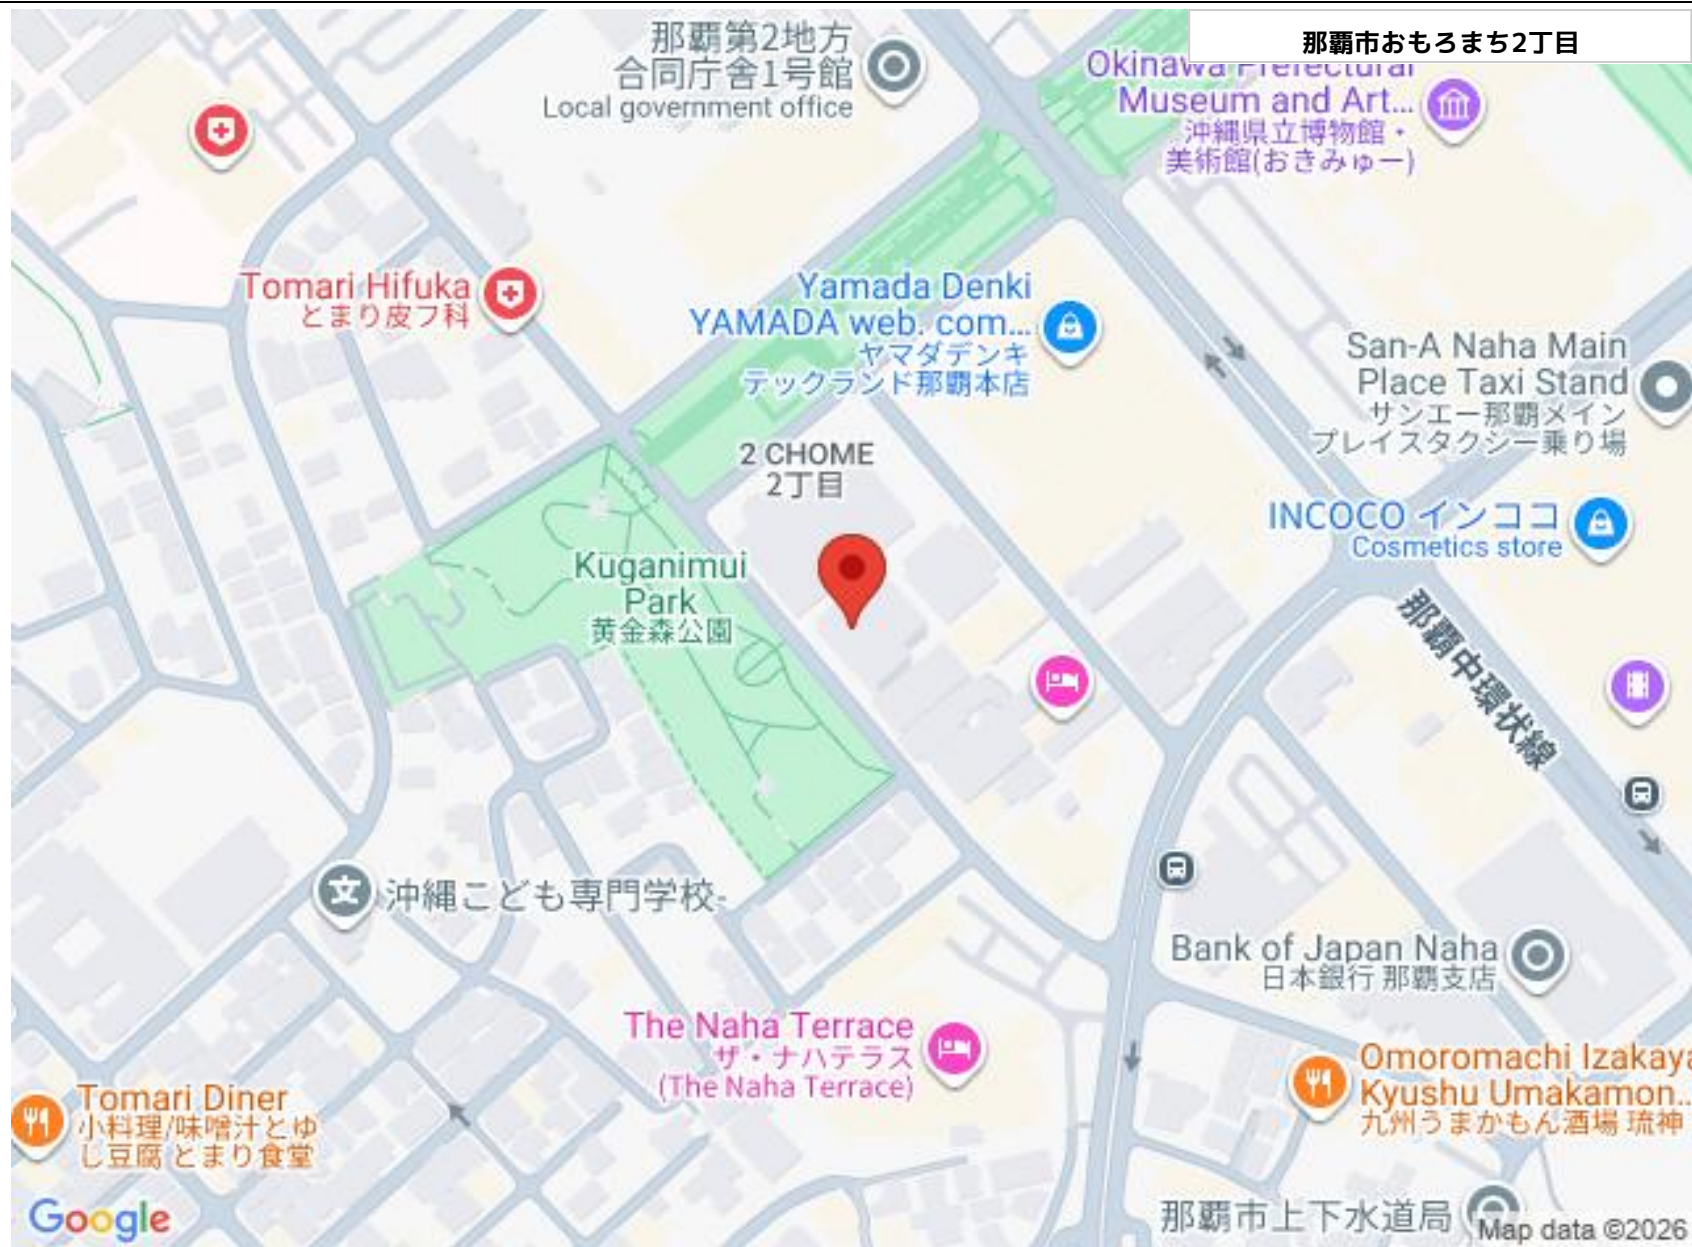 那覇市おもろまち2丁目
那覇第2地方
合同庁舎1号館
Local government office
Okinawa Prefectural
Museum and Art...
沖縄県立博物館・
美術館(おきみゅー)
Tomari Hifuka
とまり皮フ科
Yamada Denki
YAMADA web. com...
ヤマダデンキ
テックランド那覇本店
San-A Naha Main
Place Taxi Stand
サンエー那覇メイン
プレイスタクシー乗り場
2 CHOME
2丁目
INCOCO インココ
Cosmetics store
Kuganimui
Park
黄金森公園
那覇中環状線
沖縄こども専門学校-
Bank of Japan Naha
日本銀行 那覇支店
The Naha Terrace
ザ・ナハテラス
(The Naha Terrace)
Omoromachi Izakaya
Kyushu Umakamon...
九州うまかもん酒場 琉神
Tomari Diner
小料理/味噌汁とゆ
し豆腐 とまり食堂
那覇市上下水道局
Google
Map data ©2026